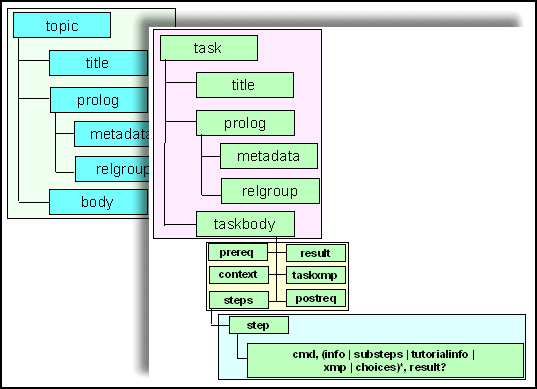 topic
title
prolog
metadata
relgroup
body
task
title
prolog
metadata
relgroup
taskbody
prereq
result
context
taskxmp
steps
postreq
step
cmd, (info | substeps | tutorialinfo |
xmp | choices)*, result?